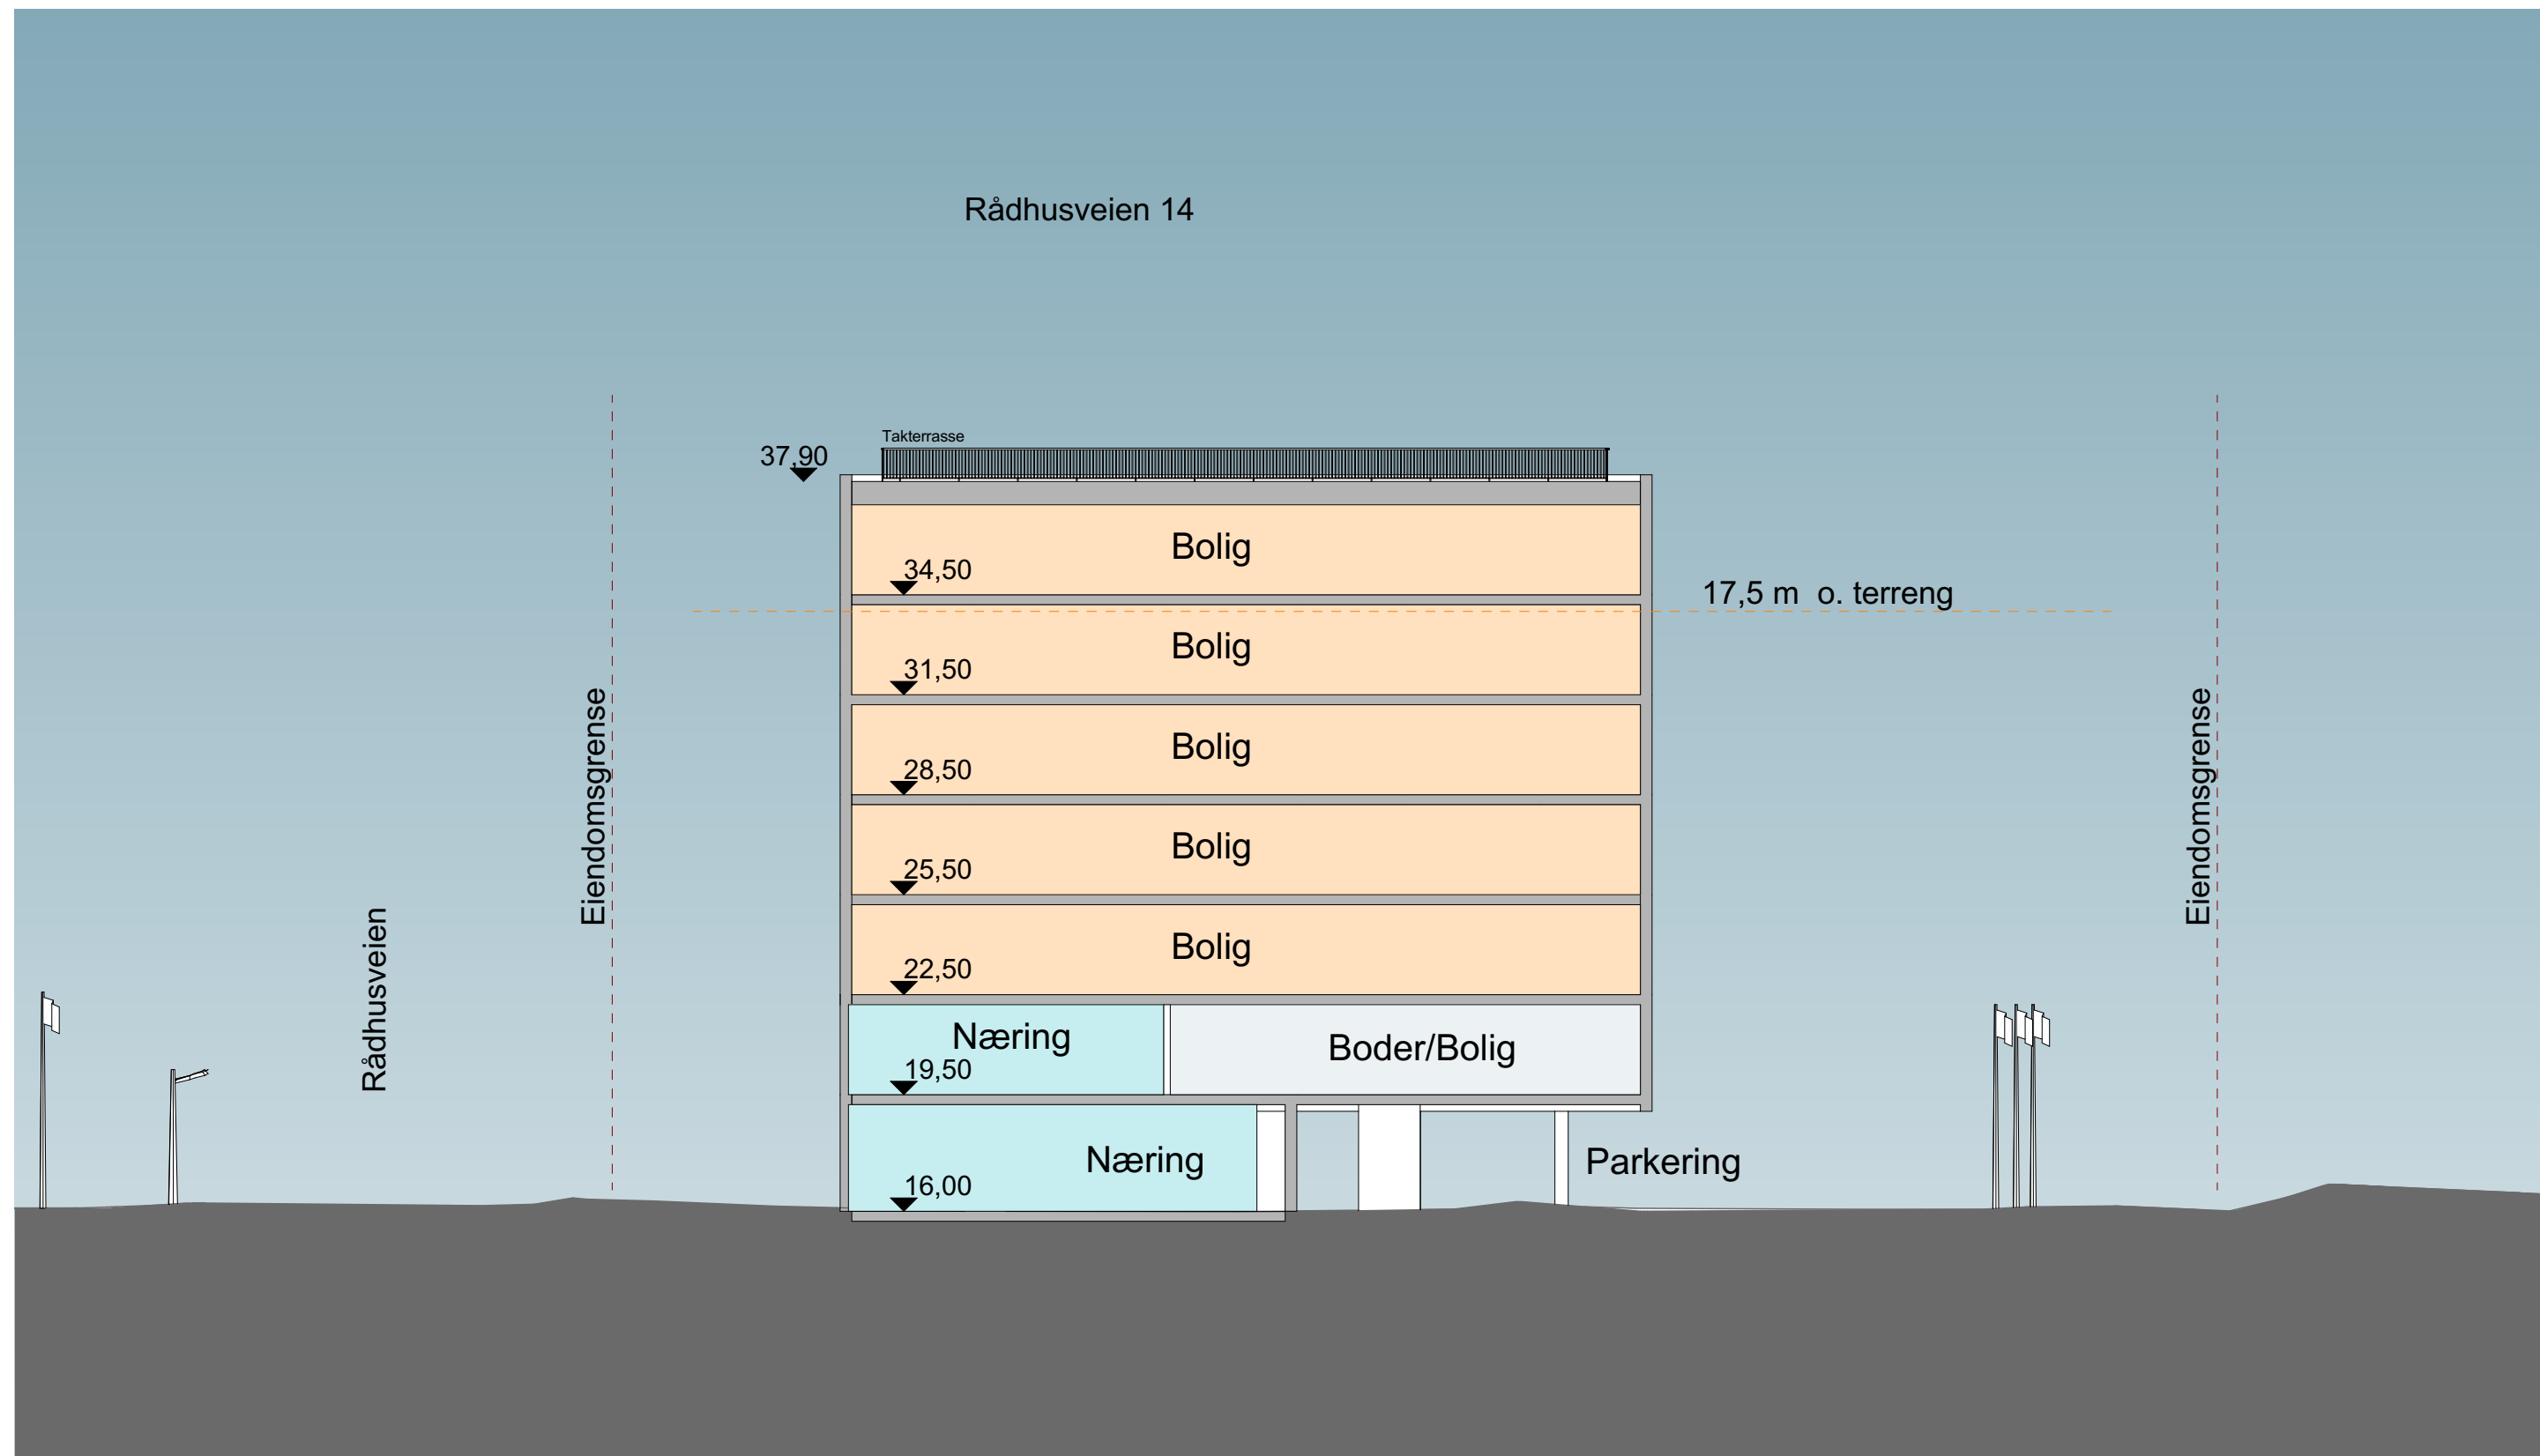 Rådhusveien 14
Takterrasse
37,90
Bolig
34,50
17,5 m o. terreng
Bolig
31,50
Eiendomsgrense
Eiendomsgrense
Bolig
28,50
Bolig
25,50
Rådhusveien
Bolig
22,50
Næring
Boder/Bolig
19,50
Næring
Parkering
16,00